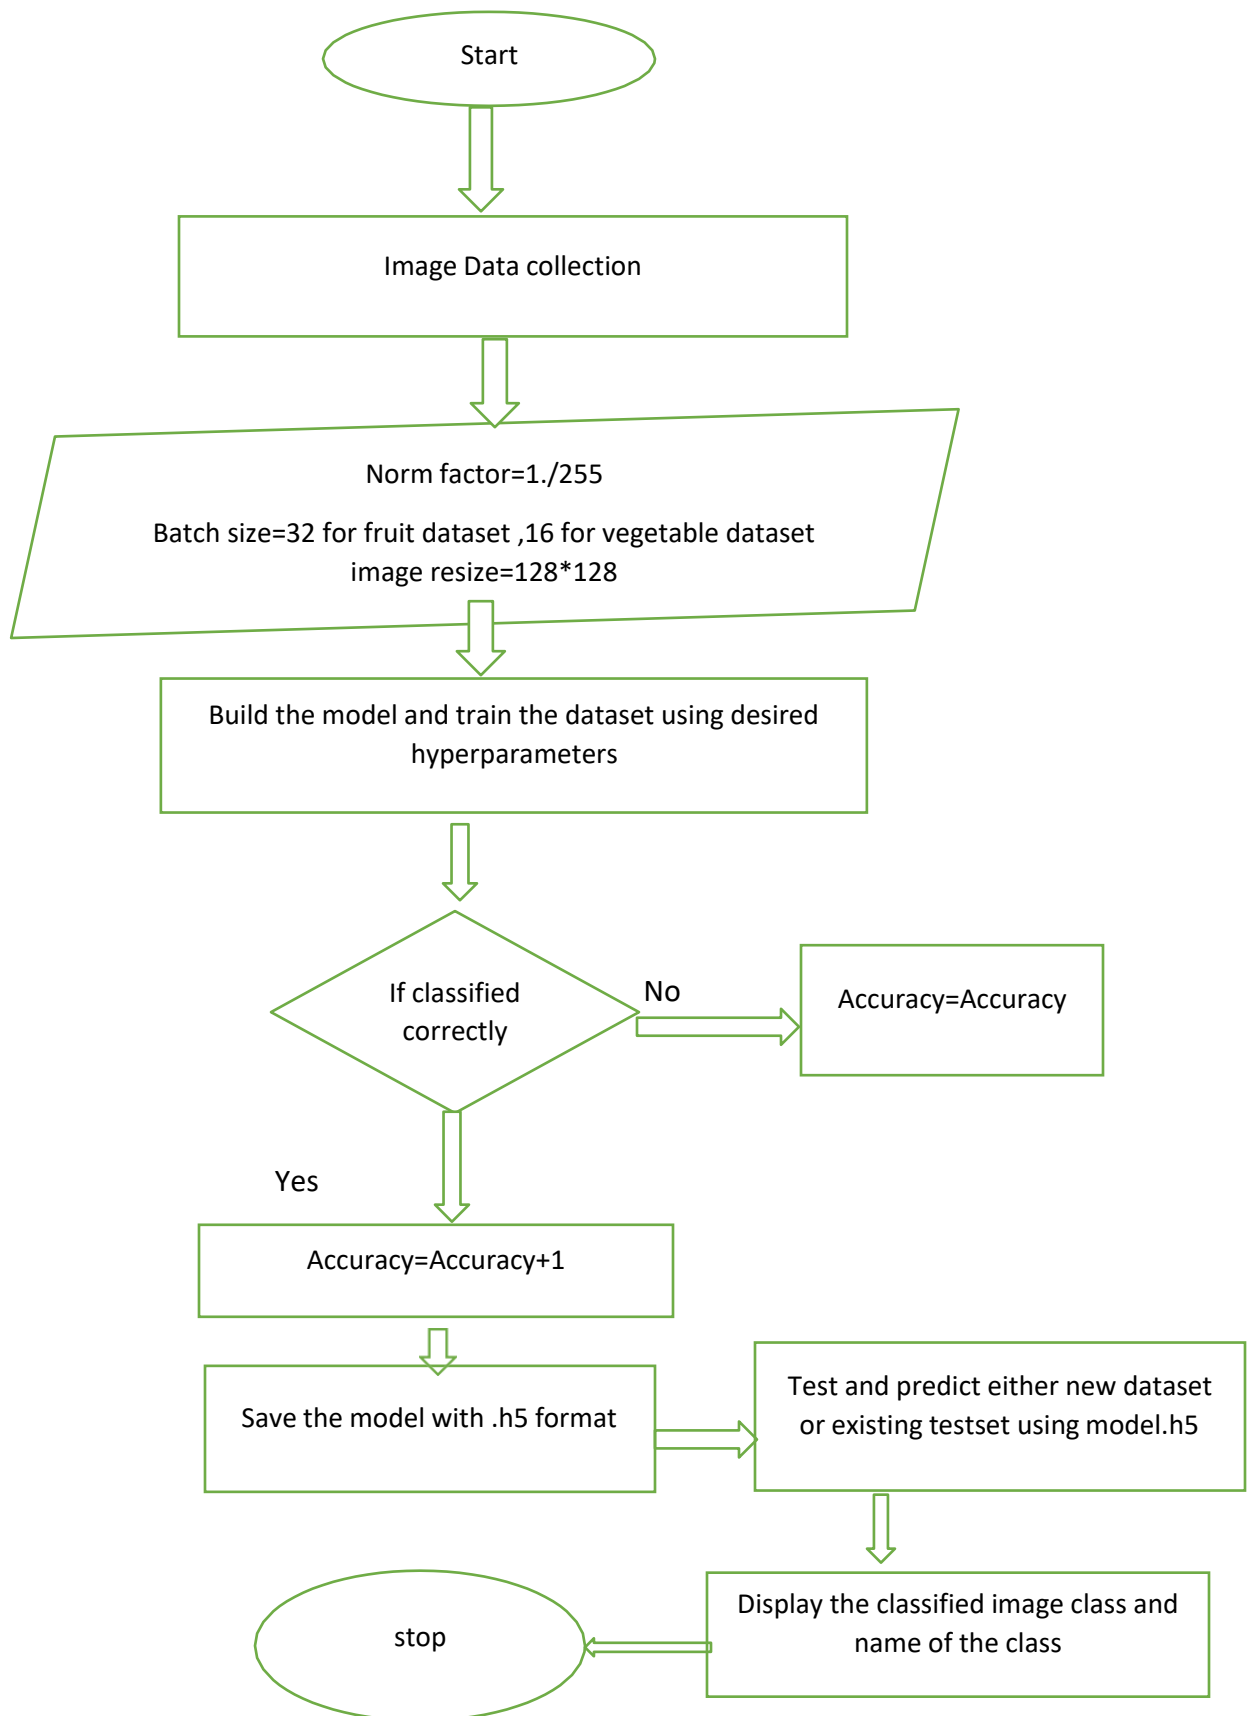 Start
Image Data collection
Norm factor=1./255
Batch size=32 for fruit dataset ,16 for vegetable dataset
image resize=128*128
Build the model and train the dataset using desired
hyperparameters
If classified
correctly
No
Accuracy=Accuracy
Yes
Accuracy=Accuracy+1
Save the model with .h5 format
Test and predict either new dataset
or existing testset using model.h5
Display the classified image class and
name of the class
stop